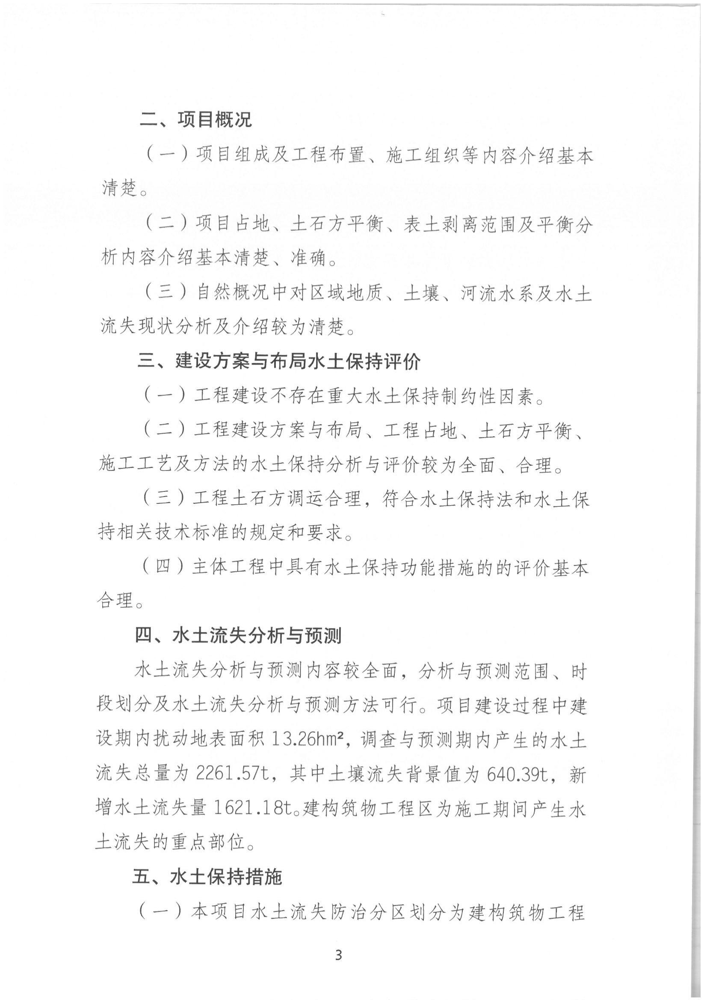 二、项目概况
（一）项目组成及工程布置、施工组织等内容介绍基本
清楚。
（二）项目占地、土石方平衡、表土剥离范围及平衡分
析内容介绍基本清楚、准确。
（三）自然概况中对区域地质、土壤、河流水系及水土
流失现状分析及介绍较为清楚。
三、建设方案与布局水土保持评价
（一）工程建设不存在重大水土保持制约性因素。
（二）工程建设方案与布局、工程占地、土石方平衡、
施工工艺及方法的水土保持分析与评价较为全面、合理。
（三）工程土石方调运合理，符合水土保持法和水土保
持相关技术标准的规定和要求。
（四）主体工程中具有水土保持功能措施的的评价基本
合理。
四、水土流失分析与预测
水土流失分析与预测内容较全面，分析与预测范围、时
段划分及水土流失分析与预测方法可行。项目建设过程中建
设期内扰动地表面积 13.26hm²，调查与预测期内产生的水土
流失总量为 2261.57t，其中土壤流失背景值为 640.39t，新
增水土流失量 1621.18t。建构筑物工程区为施工期间产生水
土流失的重点部位。
五、水土保持措施
（一）本项目水土流失防治分区划分为建构筑物工程
3